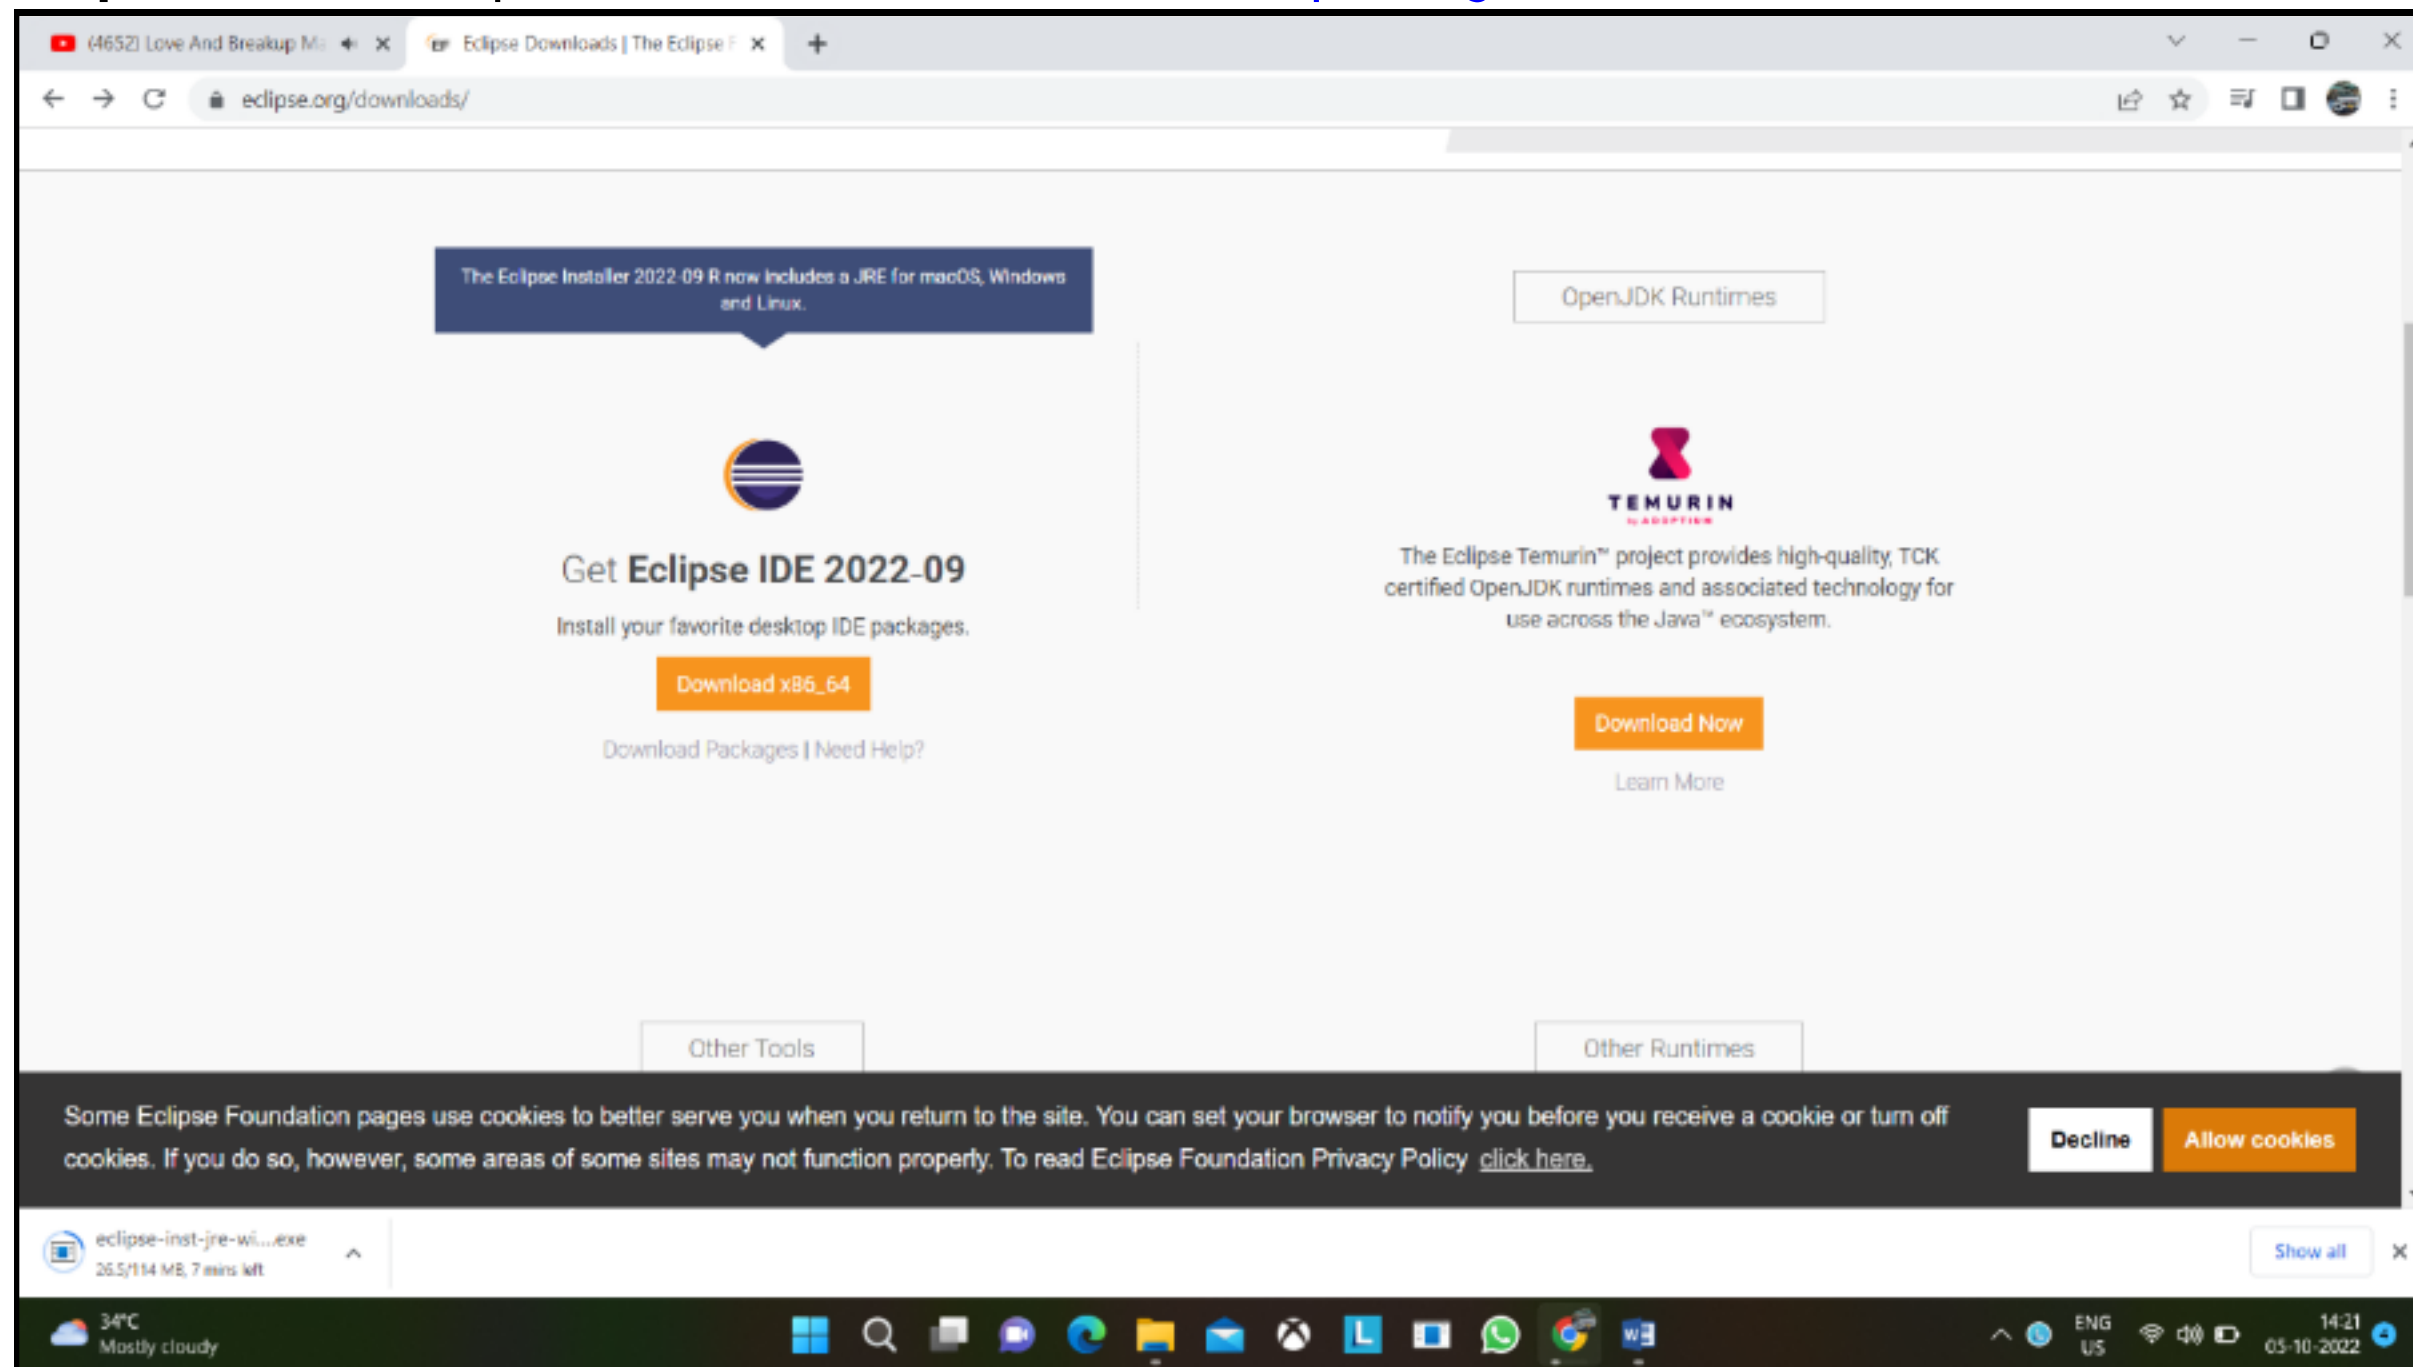 (4652) Love And Breakup Ma
Eclipse Downloads | The Eclipse F
eclipse.org/downloads/
The Eclipse Installer 2022-09 R now includes a JRE for macOS, Windows
and Linux.
OpenJDK Runtimes
Get Eclipse IDE 2022-09
Install your favorite desktop IDE packages.
Download x86_64
Download Packages | Need Help?
TEMURIN
by ADOPTIUM
The Eclipse Temurin™ project provides high-quality, TCK
certified OpenJDK runtimes and associated technology for
use across the Java™ ecosystem.
Download Now
Learn More
Other Tools
Other Runtimes
Some Eclipse Foundation pages use cookies to better serve you when you return to the site. You can set your browser to notify you before you receive a cookie or turn off
cookies. If you do so, however, some areas of some sites may not function properly. To read Eclipse Foundation Privacy Policy click here.
Decline
Allow cookies
eclipse-inst-jre-wi....exe
26.5/114 MB, 7 mins left
Show all
34°C
Mostly cloudy
ENG
US
14:21
05-10-2022
4